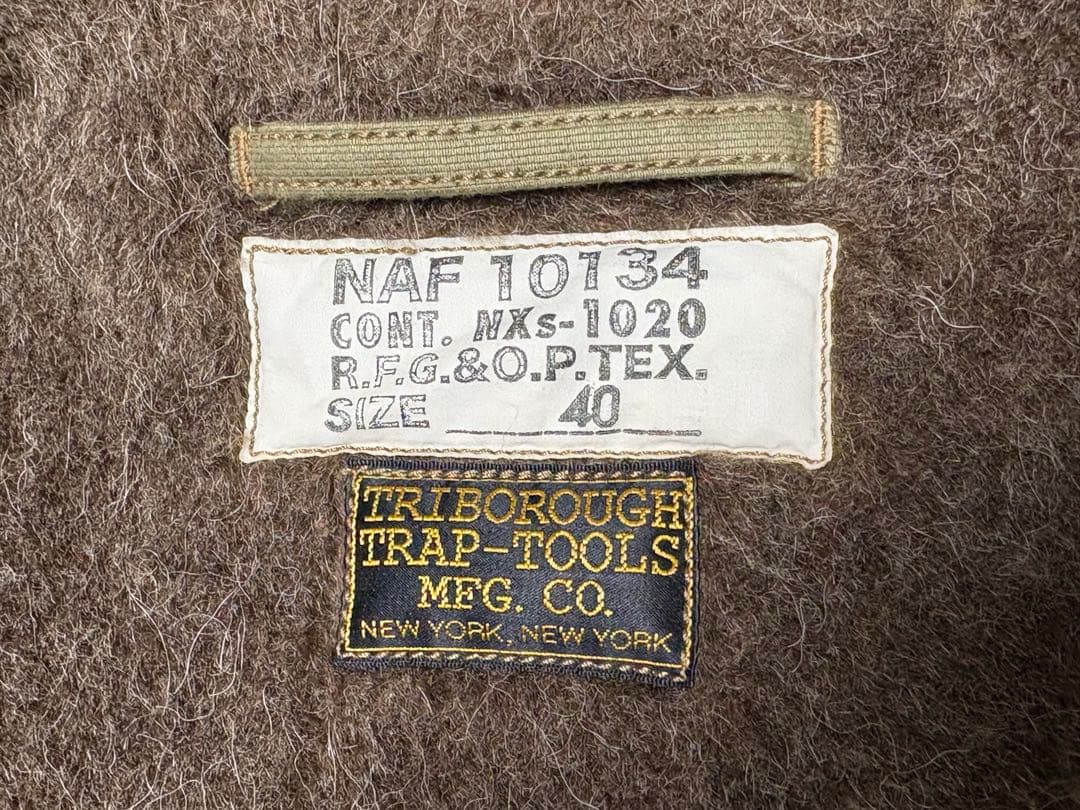 NAF 10134
CONT. NXs-1020
R.F.G.&O.P.TEX.
SIZE 40
TRIBOROUGH
TRAP-TOOLS
MFG. CO.
NEW YORK, NEW YORK